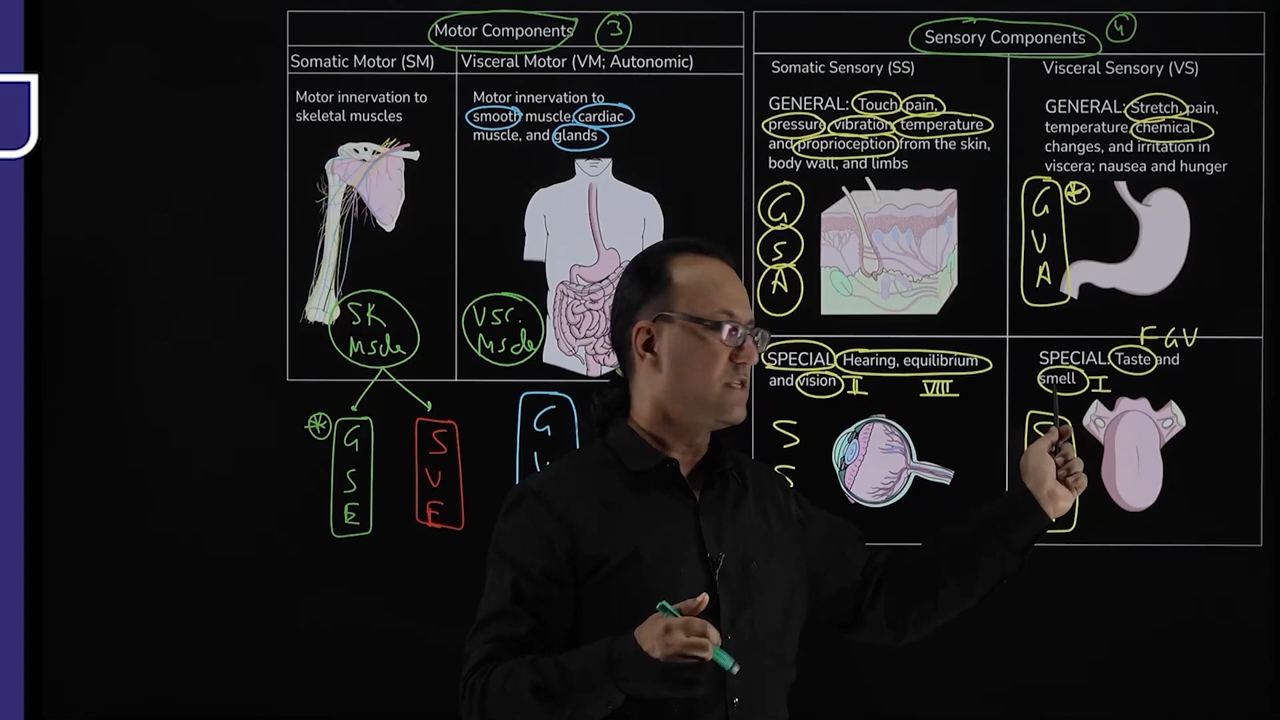 Motor Components 3
Somatic Motor (SM)
Visceral Motor (VM; Autonomic)
Motor innervation to
skeletal muscles
Motor innervation to
smooth muscle, cardiac
muscle, and glands
SK
Mscle
Vsc.
Mscle
G
S
E
S
V
E
G
Sensory Components 4
Somatic Sensory (SS)
Visceral Sensory (VS)
GENERAL: Touch, pain,
pressure, vibration, temperature
and proprioception from the skin,
body wall, and limbs
G
S
A
GENERAL: Stretch, pain,
temperature, chemical
changes, and irritation in
viscera; nausea and hunger
G
V
A
SPECIAL: Hearing, equilibrium
and vision II VIII
S
FGV
SPECIAL: Taste and
smell I